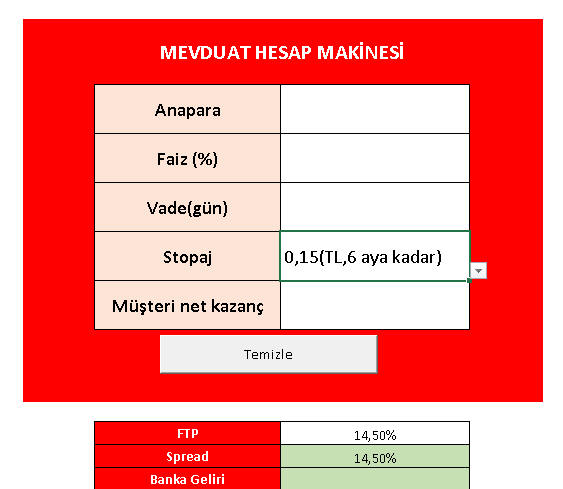 MEVDUAT HESAP MAKİNESİ
Anapara
Faiz (%)
Vade(gün)
Stopaj 0,15(TL,6 aya kadar)
Müşteri net kazanç
Temizle
FTP 14,50%
Spread 14,50%
Banka Geliri